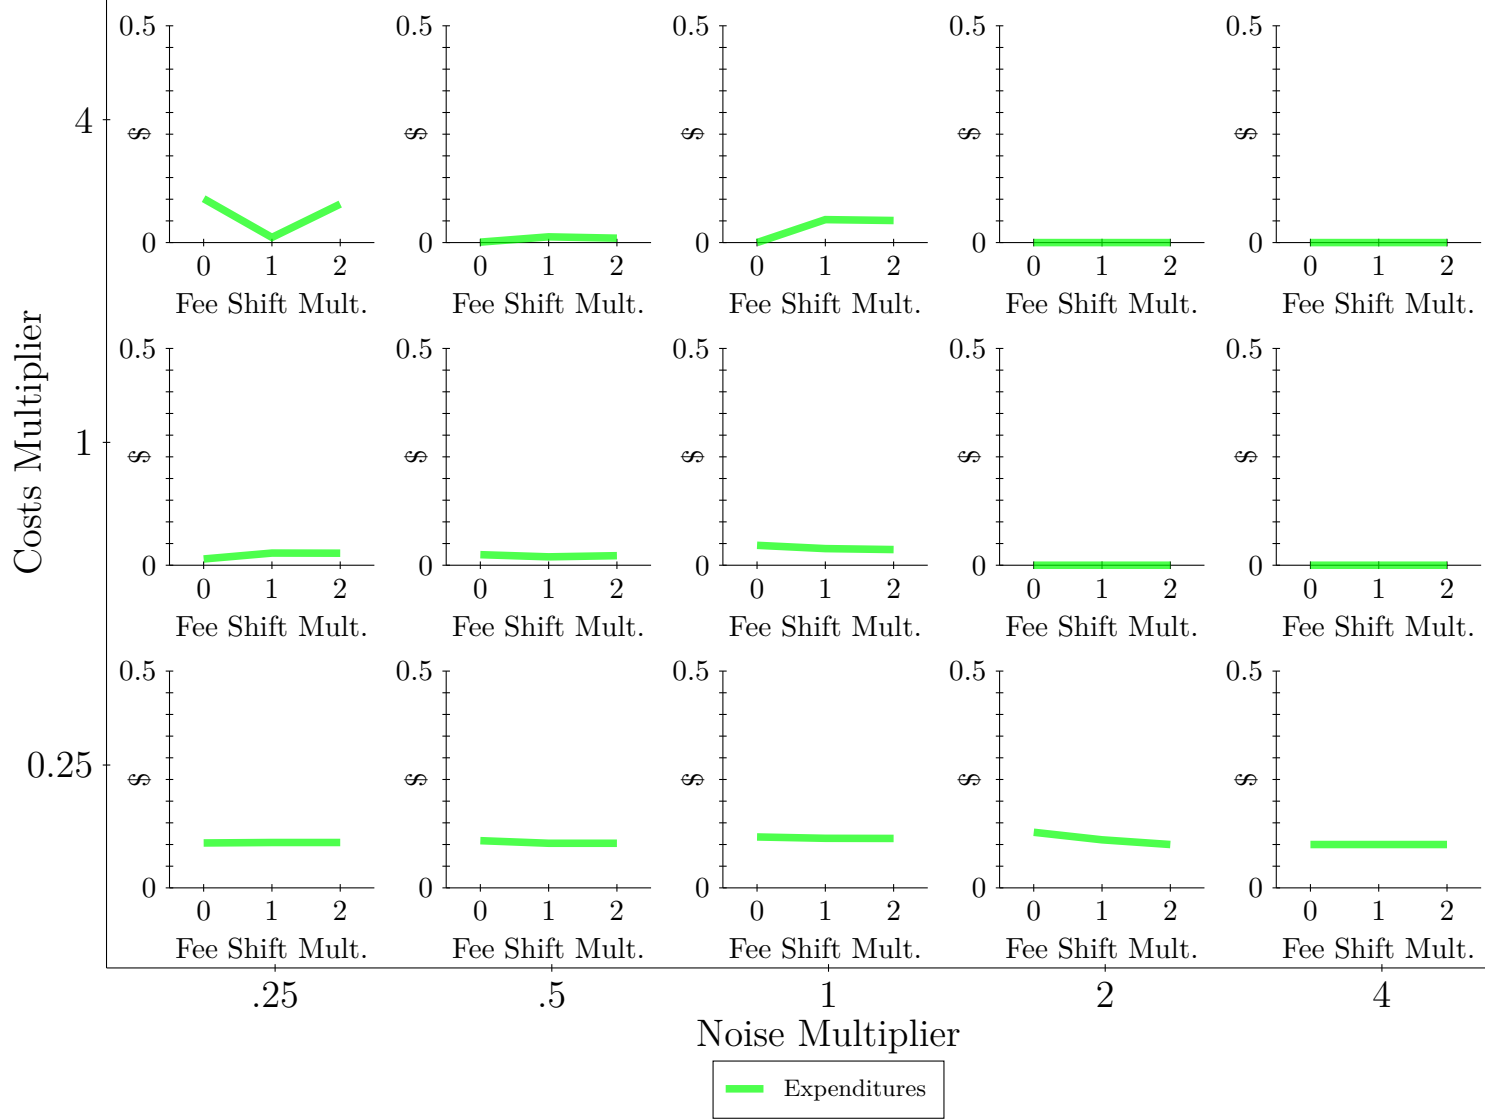 0.5 0.5 0.5 0.5 0.5
4 $ $ $ $ $
0 0 0 0 0
0 1 2 0 1 2 0 1 2 0 1 2 0 1 2
Fee Shift Mult. Fee Shift Mult. Fee Shift Mult. Fee Shift Mult. Fee Shift Mult.
Costs Multiplier
0.5 0.5 0.5 0.5 0.5
1 $ $ $ $ $
0 0 0 0 0
0 1 2 0 1 2 0 1 2 0 1 2 0 1 2
Fee Shift Mult. Fee Shift Mult. Fee Shift Mult. Fee Shift Mult. Fee Shift Mult.
0.5 0.5 0.5 0.5 0.5
0.25 $ $ $ $ $
0 0 0 0 0
0 1 2 0 1 2 0 1 2 0 1 2 0 1 2
Fee Shift Mult. Fee Shift Mult. Fee Shift Mult. Fee Shift Mult. Fee Shift Mult.
.25 .5 1 2 4
Noise Multiplier
Expenditures